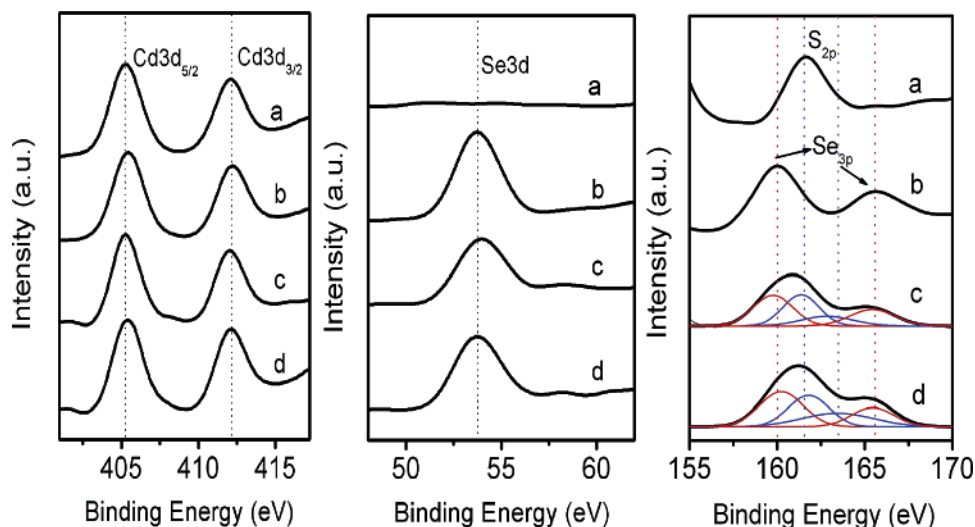 Intensity (a.u.)
Cd3d5/2
Cd3d3/2
a
b
c
d
405 410 415
Binding Energy (eV)
Intensity (a.u.)
Se3d
a
b
c
d
50 55 60
Binding Energy (eV)
Intensity (a.u.)
S2p
a
Se3p
b
c
d
155 160 165 170
Binding Energy (eV)